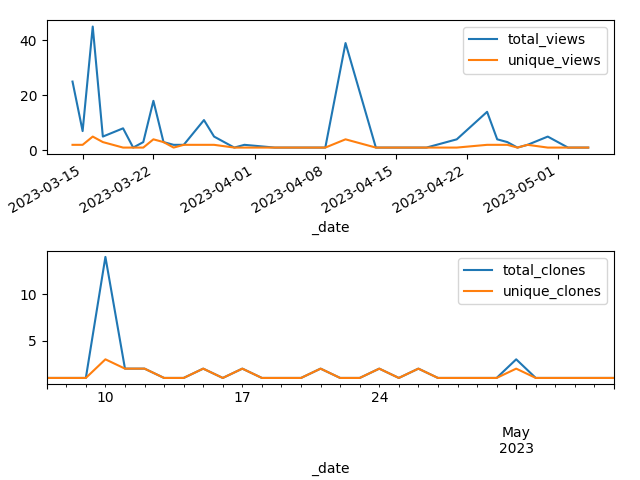 40
20
0
total_views
unique_views
2023-03-15
2023-03-22
2023-04-01
2023-04-08
2023-04-15
2023-04-22
2023-05-01
_date
10
5
total_clones
unique_clones
10
17
24
May
2023
_date